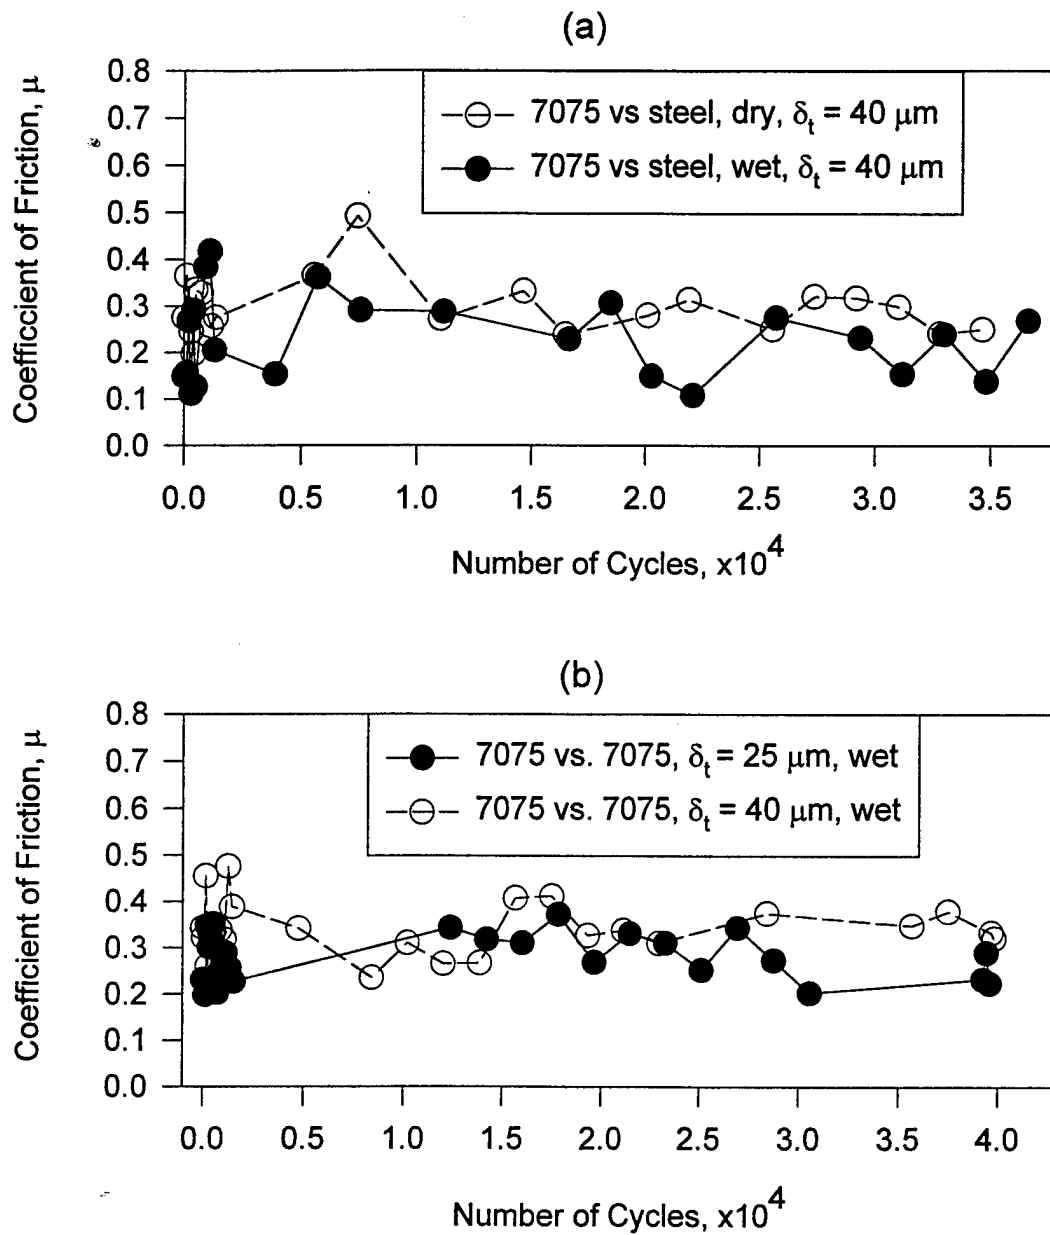 (a)
Coefficcient of Friction, μ
0.8
0.7
0.6
0.5
0.4
0.3
0.2
0.1
0.0
7075 vs steel, dry, δt = 40 μm
7075 vs steel, wet, δt = 40 μm
0.0 0.5 1.0 1.5 2.0 2.5 3.0 3.5
Number of Cycles, x10^4
(b)
Coefficient of Friction, μ
0.8
0.7
0.6
0.5
0.4
0.3
0.2
0.1
0.0
7075 vs. 7075, δt = 25 μm, wet
7075 vs. 7075, δt = 40 μm, wet
0.0 0.5 1.0 1.5 2.0 2.5 3.0 3.5 4.0
Number of Cycles, x10^4